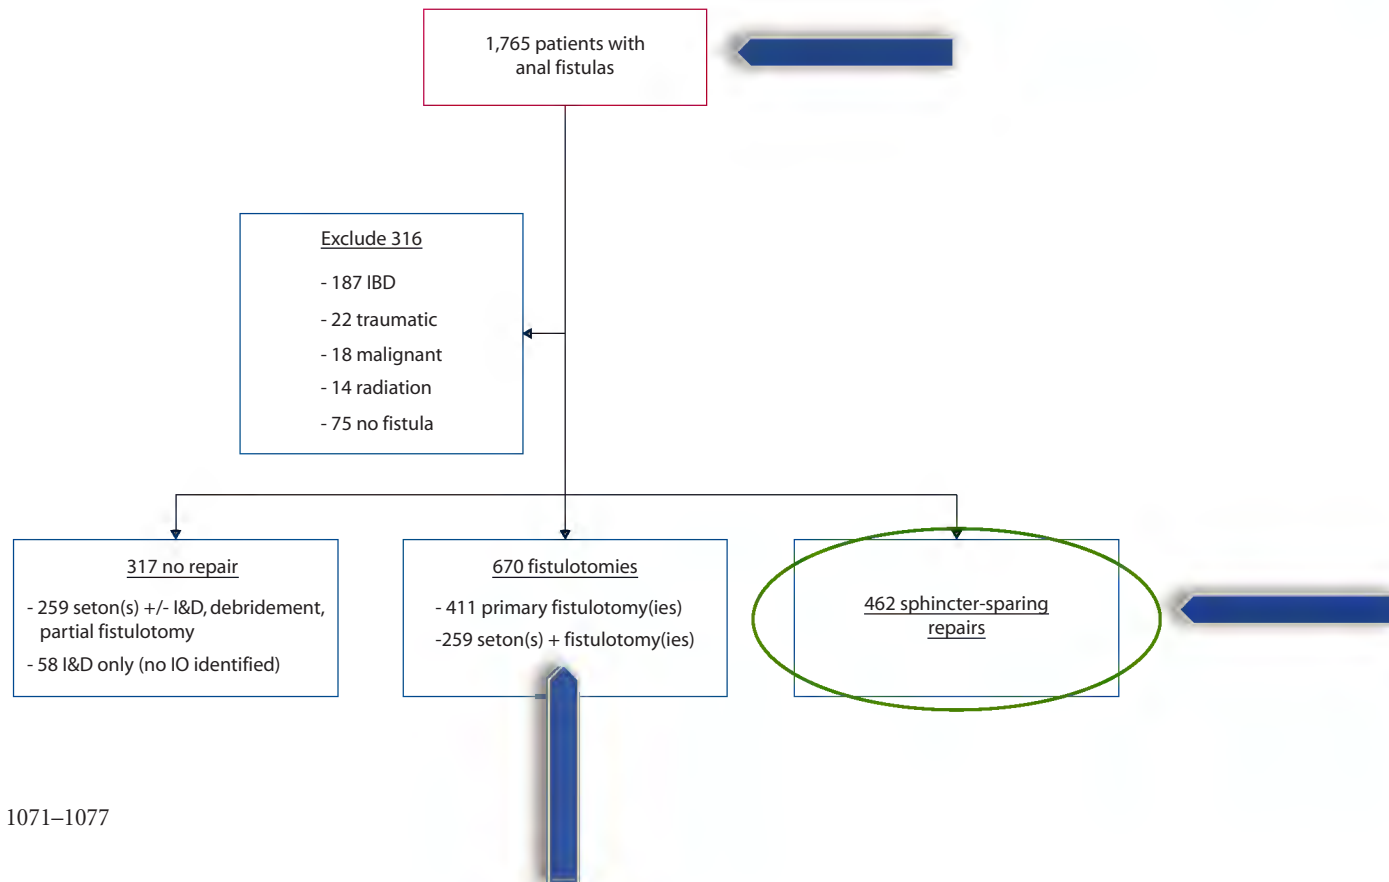 1,765 patients with
anal fistulas
Exclude 316
- 187 IBD
- 22 traumatic
- 18 malignant
- 14 radiation
- 75 no fistula
317 no repair
- 259 seton(s) +/- I&D, debridement,
partial fistulotomy
- 58 I&D only (no IO identified)
670 fistulotomies
- 411 primary fistulotomy(ies)
-259 seton(s) + fistulotomy(ies)
462 sphincter-sparing
repairs
1071–1077